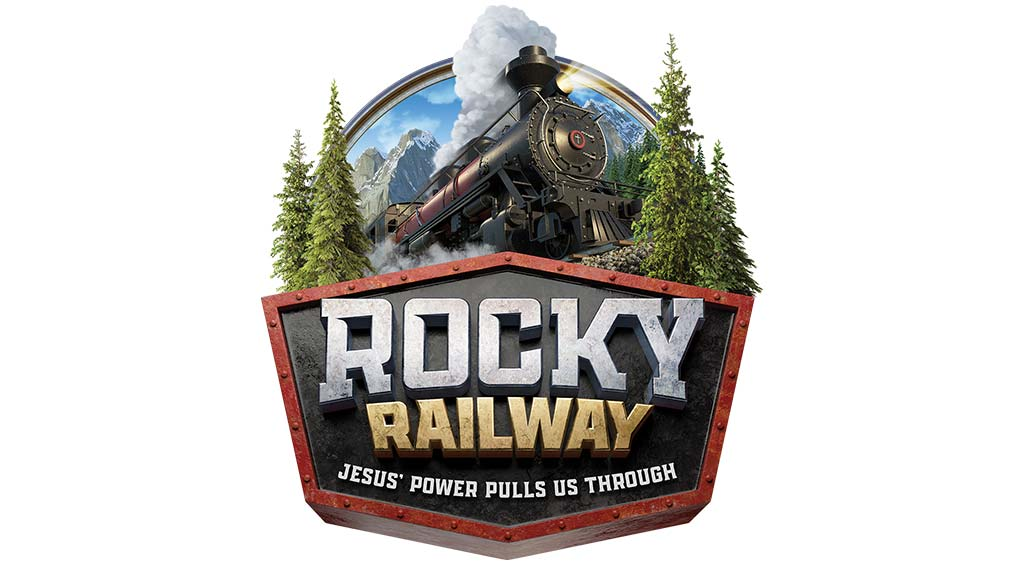 ROCKY
RAILWAY
JESUS' POWER PULLS US THROUGH